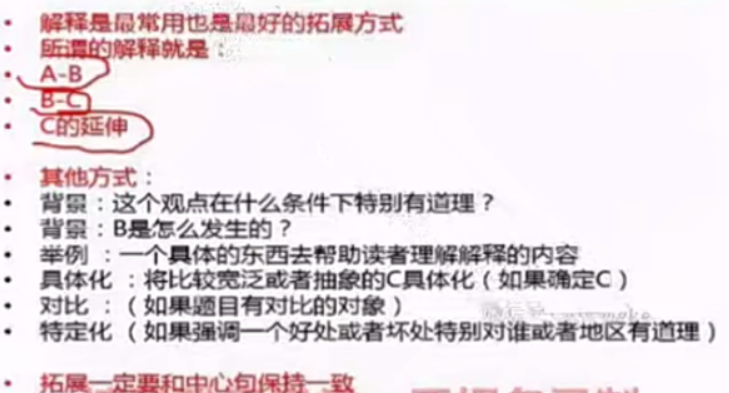 解释是最常用也是最好的拓展方式
所谓的解释就是：
A-B
B-C
C的延伸
其他方式：
背景：这个观点在什么条件下特别有道理？
背景：B是怎么发生的？
举例 ：一个具体的东西去帮助读者理解解释的内容
具体化 ：将比较宽泛或者抽象的C具体化（如果确定C）
对比 ：（如果题目有对比的对象）
特定化 （如果强调一个好处或者坏处特别对谁或者地区有道理）
拓展一定要和中心句保持一致